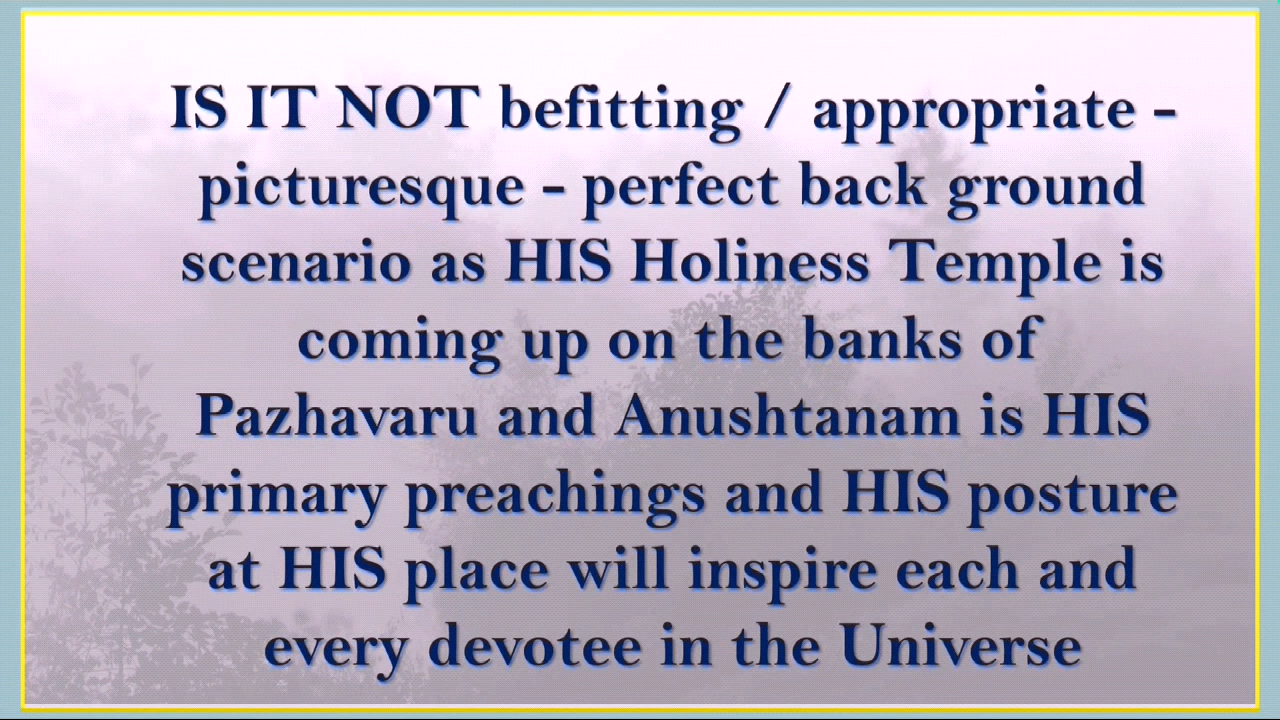 IS IT NOT befitting / appropriate -
picturesque - perfect back ground
scenario as HIS Holiness Temple is
coming up on the banks of
Pazhavaru and Anushtanam is HIS
primary preachings and HIS posture
at HIS place will inspire each and
every devotee in the Universe